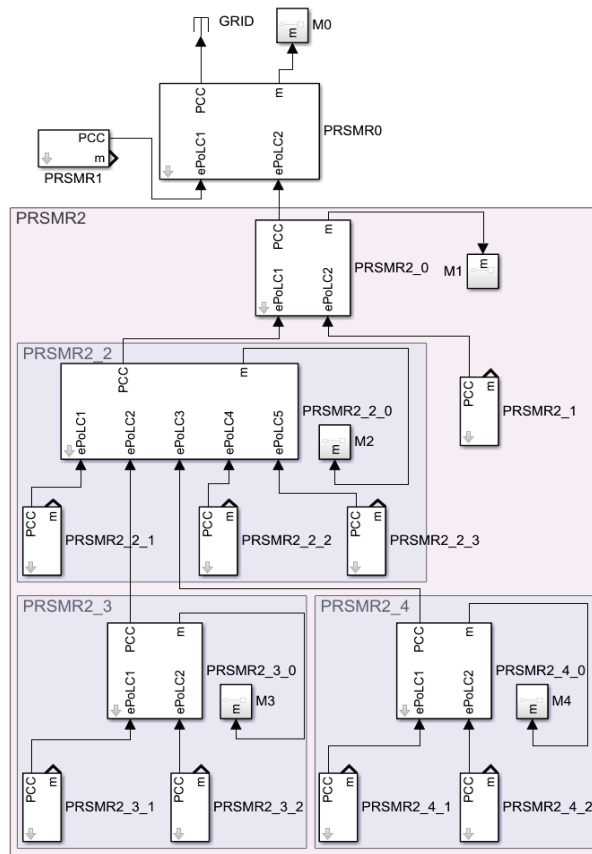 GRID
M0
m
PCC
m
PRSMR0
ePoLC1
ePoLC2
PCC
m
PRSMR1
PRSMR2
PCC
m
PRSMR2_0
ePoLC1
ePoLC2
M1
m
PRSMR2_2
PCC
m
PRSMR2_2_0
ePoLC1
ePoLC2
ePoLC3
ePoLC4
ePoLC5
M2
m
PCC
m
PRSMR2_1
PCC
m
PRSMR2_2_1
PCC
m
PRSMR2_2_2
PCC
m
PRSMR2_2_3
PRSMR2_3
PCC
m
PRSMR2_3_0
ePoLC1
ePoLC2
M3
m
PCC
m
PRSMR2_3_1
PCC
m
PRSMR2_3_2
PRSMR2_4
PCC
m
PRSMR2_4_0
ePoLC1
ePoLC2
M4
m
PCC
m
PRSMR2_4_1
PCC
m
PRSMR2_4_2